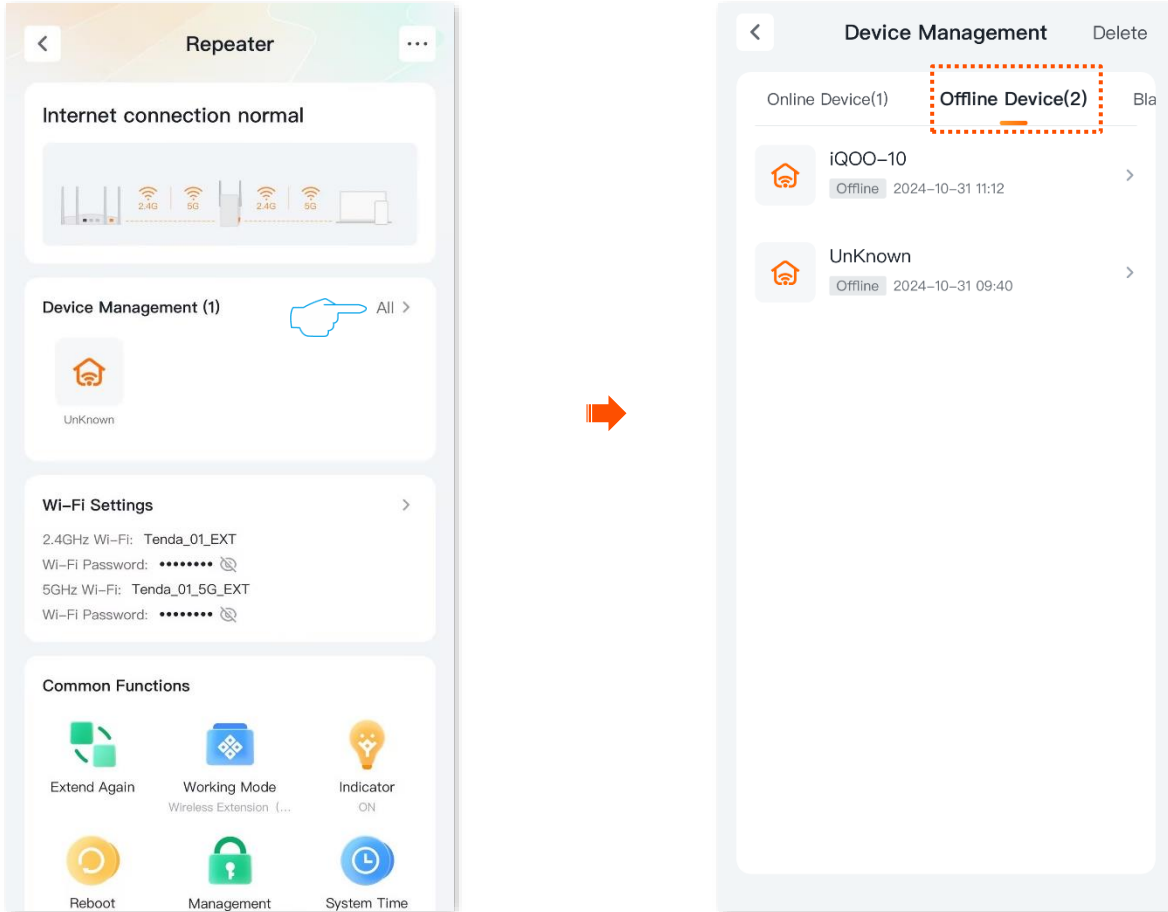 Repeater
Internet connection normal
2.4G 5G 2.4G 5G
Device Management (1) All
UnKnown
Wi-Fi Settings
2.4GHz Wi-Fi: Tenda_01_EXT
Wi-Fi Password: ••••••••
5GHz Wi-Fi: Tenda_01_5G_EXT
Wi-Fi Password: ••••••••
Common Functions
Extend Again Working Mode Indicator
Wireless Extension (... ON
Reboot Management System Time
Device Management Delete
Online Device(1) Offline Device(2) Bla
iQOO-10
Offline 2024-10-31 11:12
UnKnown
Offline 2024-10-31 09:40